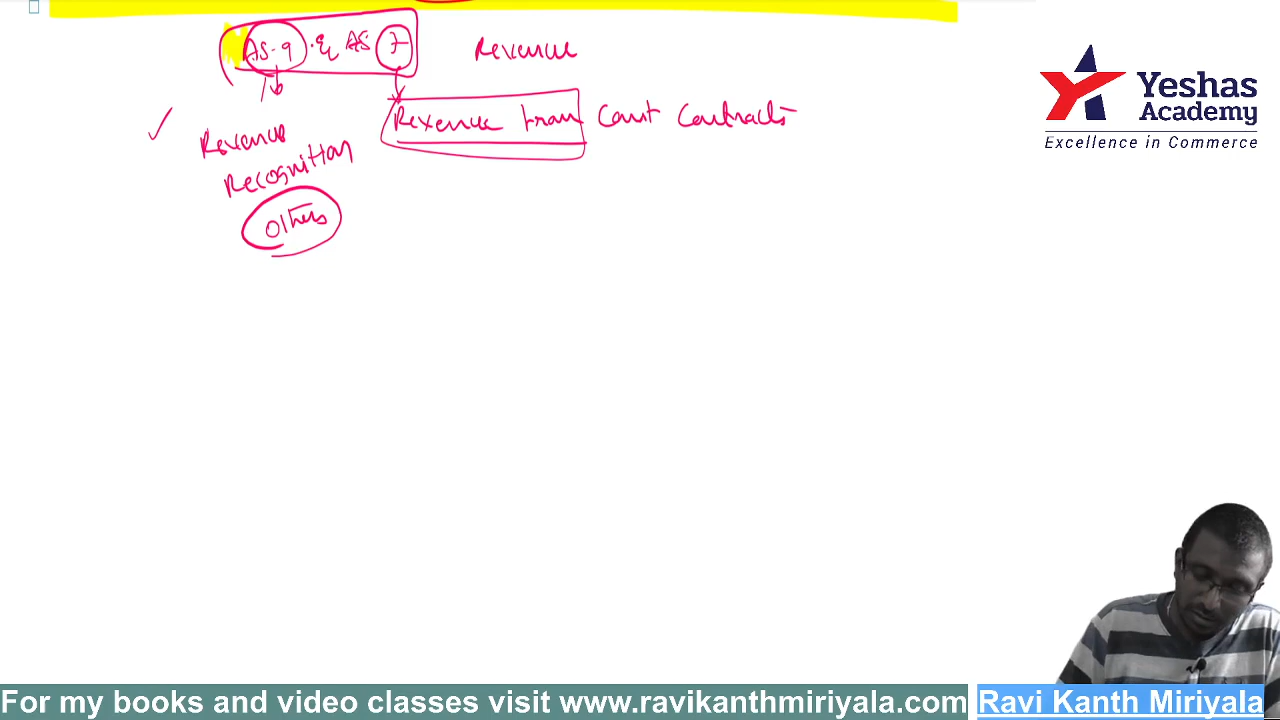 AS-9 & AS 7 Revenue
Revenue from Const Contracts
Revenue
Recognition
Others
Yeshas
Academy
Excellence in Commerce
For my books and video classes visit www.ravikanthmiriyala.com Ravi Kanth Miriyala